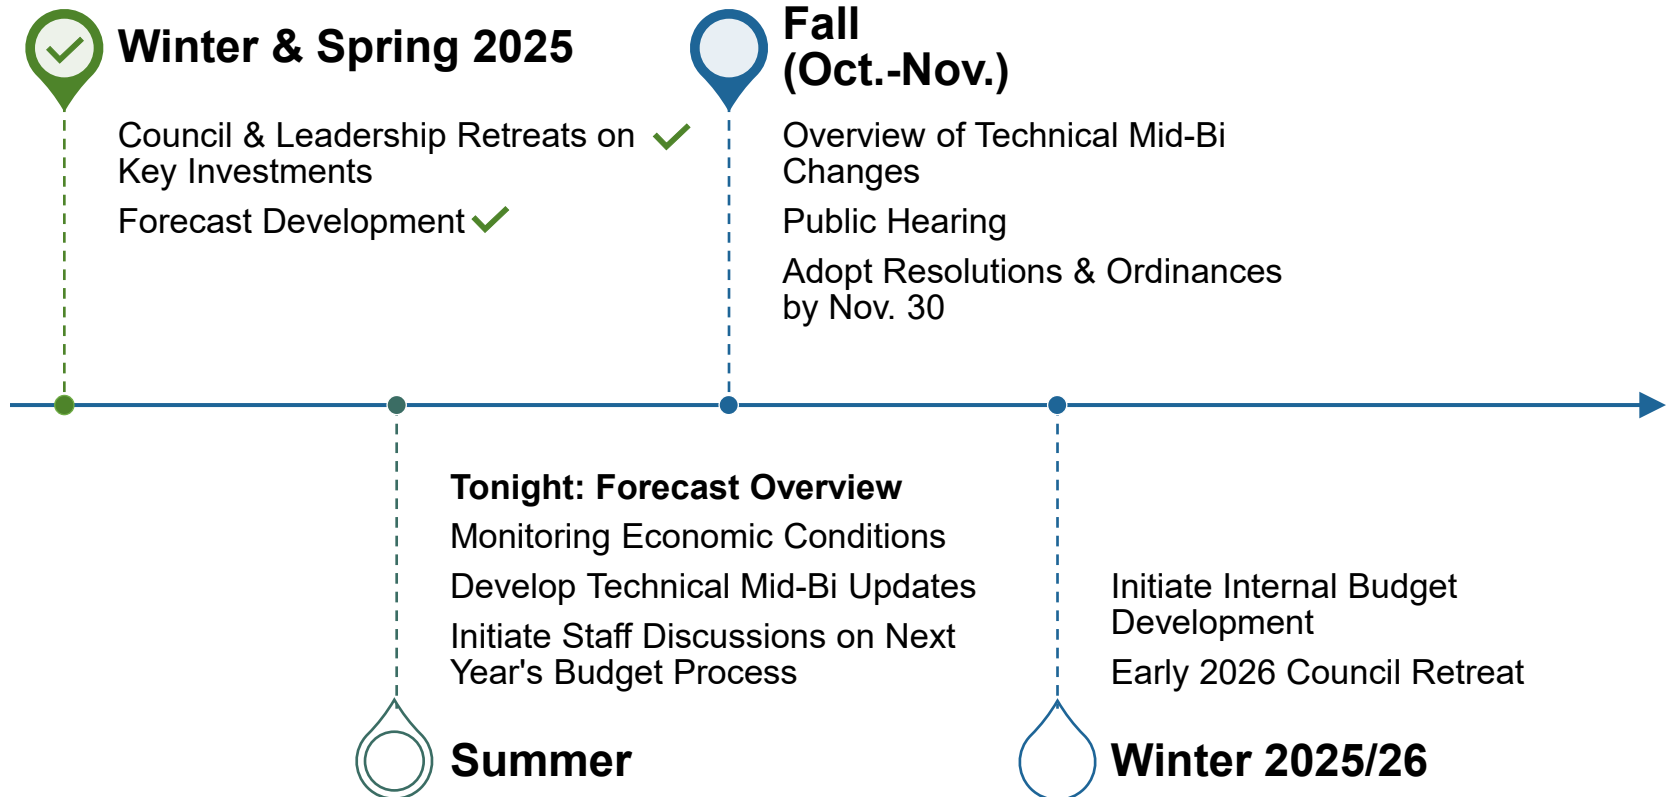 Winter & Spring 2025
Council & Leadership Retreats on
Key Investments
Forecast Development
Fall
(Oct.-Nov.)
Overview of Technical Mid-Bi
Changes
Public Hearing
Adopt Resolutions & Ordinances
by Nov. 30
Tonight: Forecast Overview
Monitoring Economic Conditions
Develop Technical Mid-Bi Updates
Initiate Staff Discussions on Next
Year's Budget Process
Summer
Initiate Internal Budget
Development
Early 2026 Council Retreat
Winter 2025/26